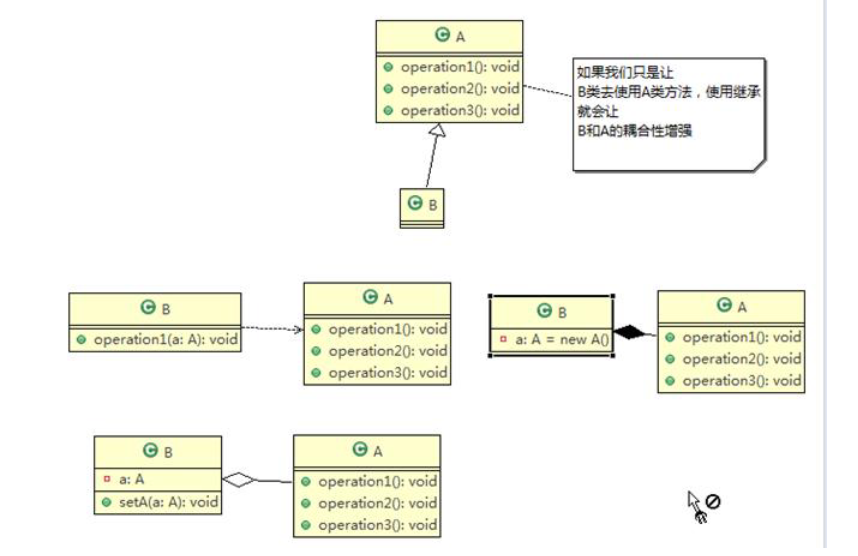 C A
operation1(): void
operation2(): void
operation3(): void
如果我们只是让
B类去使用A类方法，使用继承
就会让
B和A的耦合性增强
C B
C B
operation1(a: A): void
C A
operation1(): void
operation2(): void
operation3(): void
C B
a: A = new A()
C A
operation1(): void
operation2(): void
operation3(): void
C B
a: A
setA(a: A): void
C A
operation1(): void
operation2(): void
operation3(): void